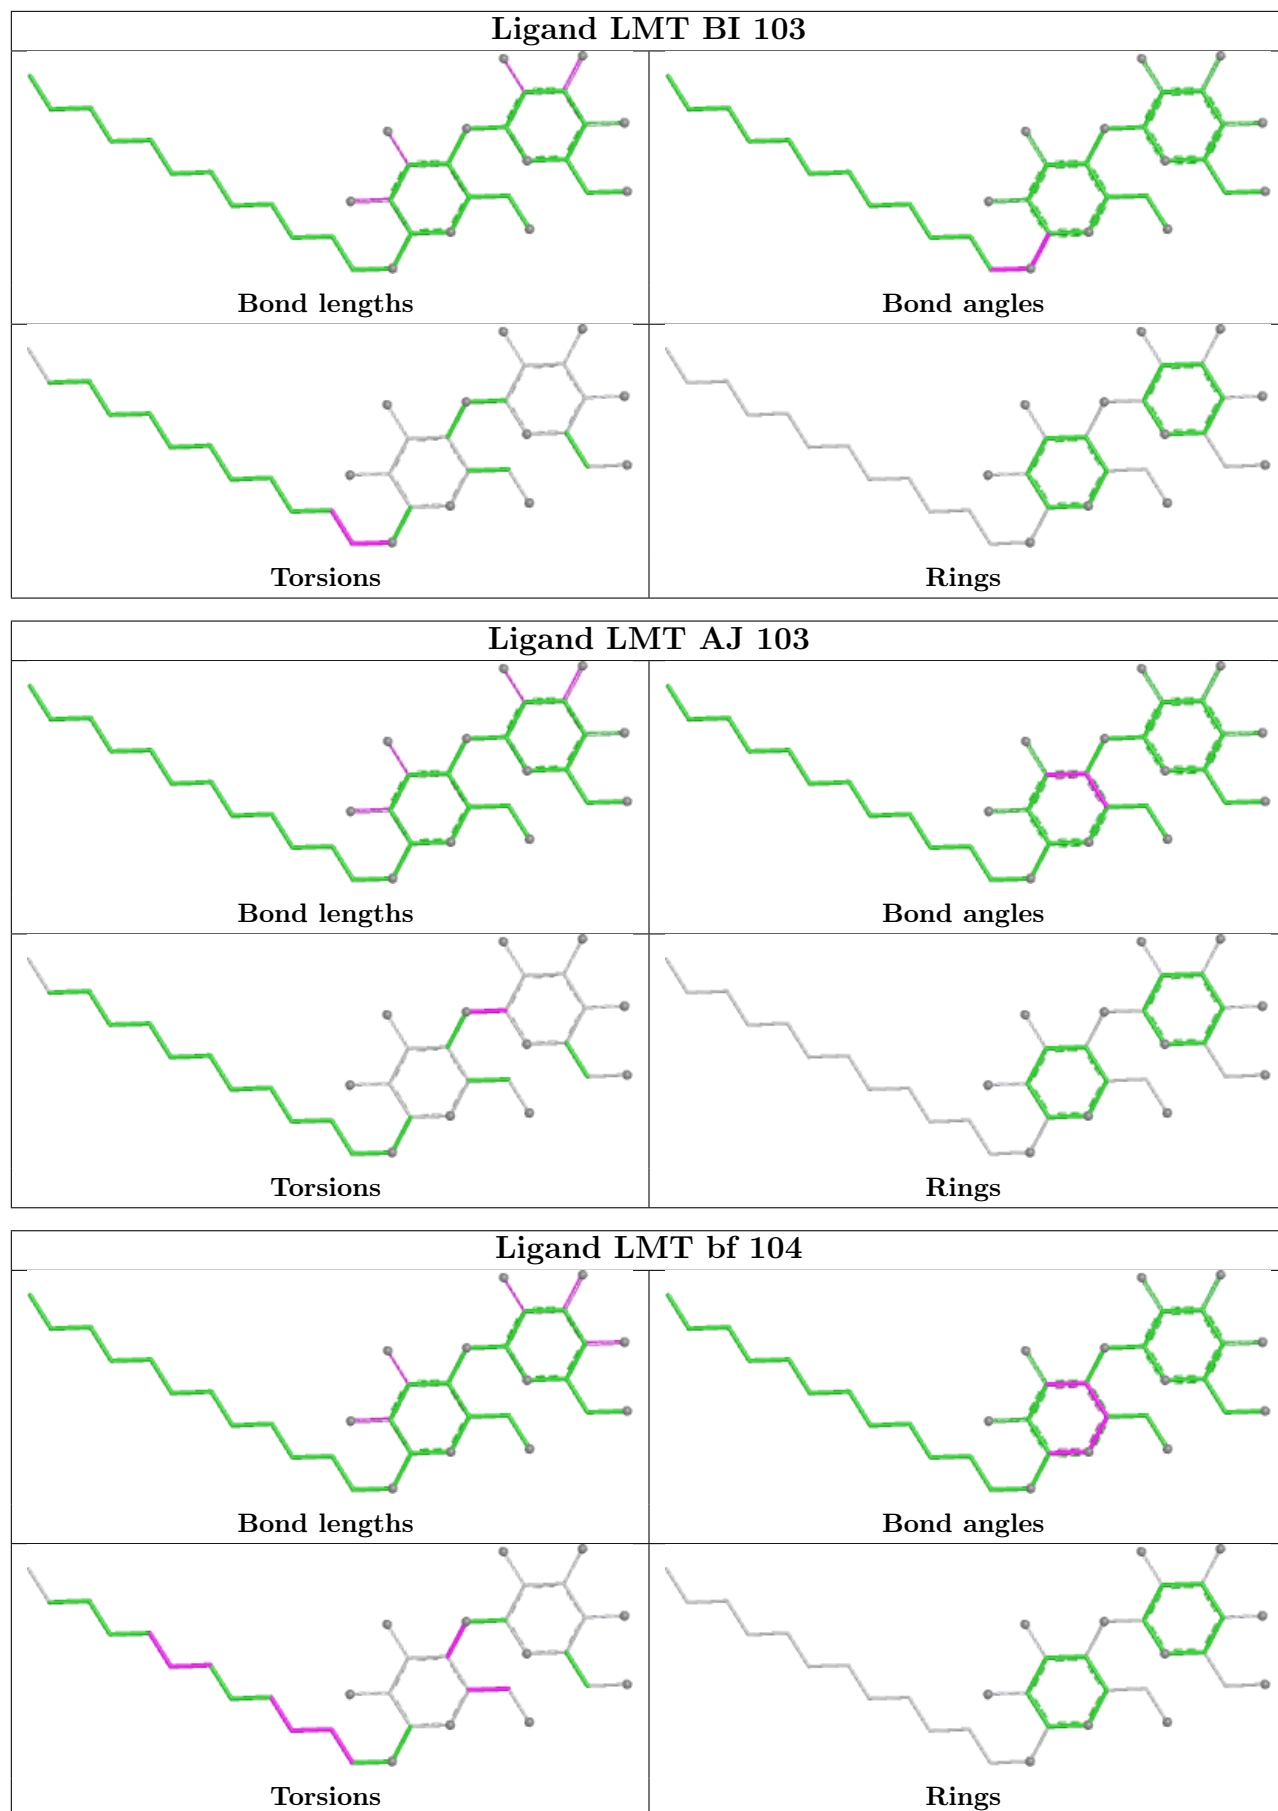 Ligand LMT BI 103
Bond lengths
Bond angles
Torsions
Rings
Ligand LMT AJ 103
Bond lengths
Bond angles
Torsions
Rings
Ligand LMT bf 104
Bond lengths
Bond angles
Torsions
Rings